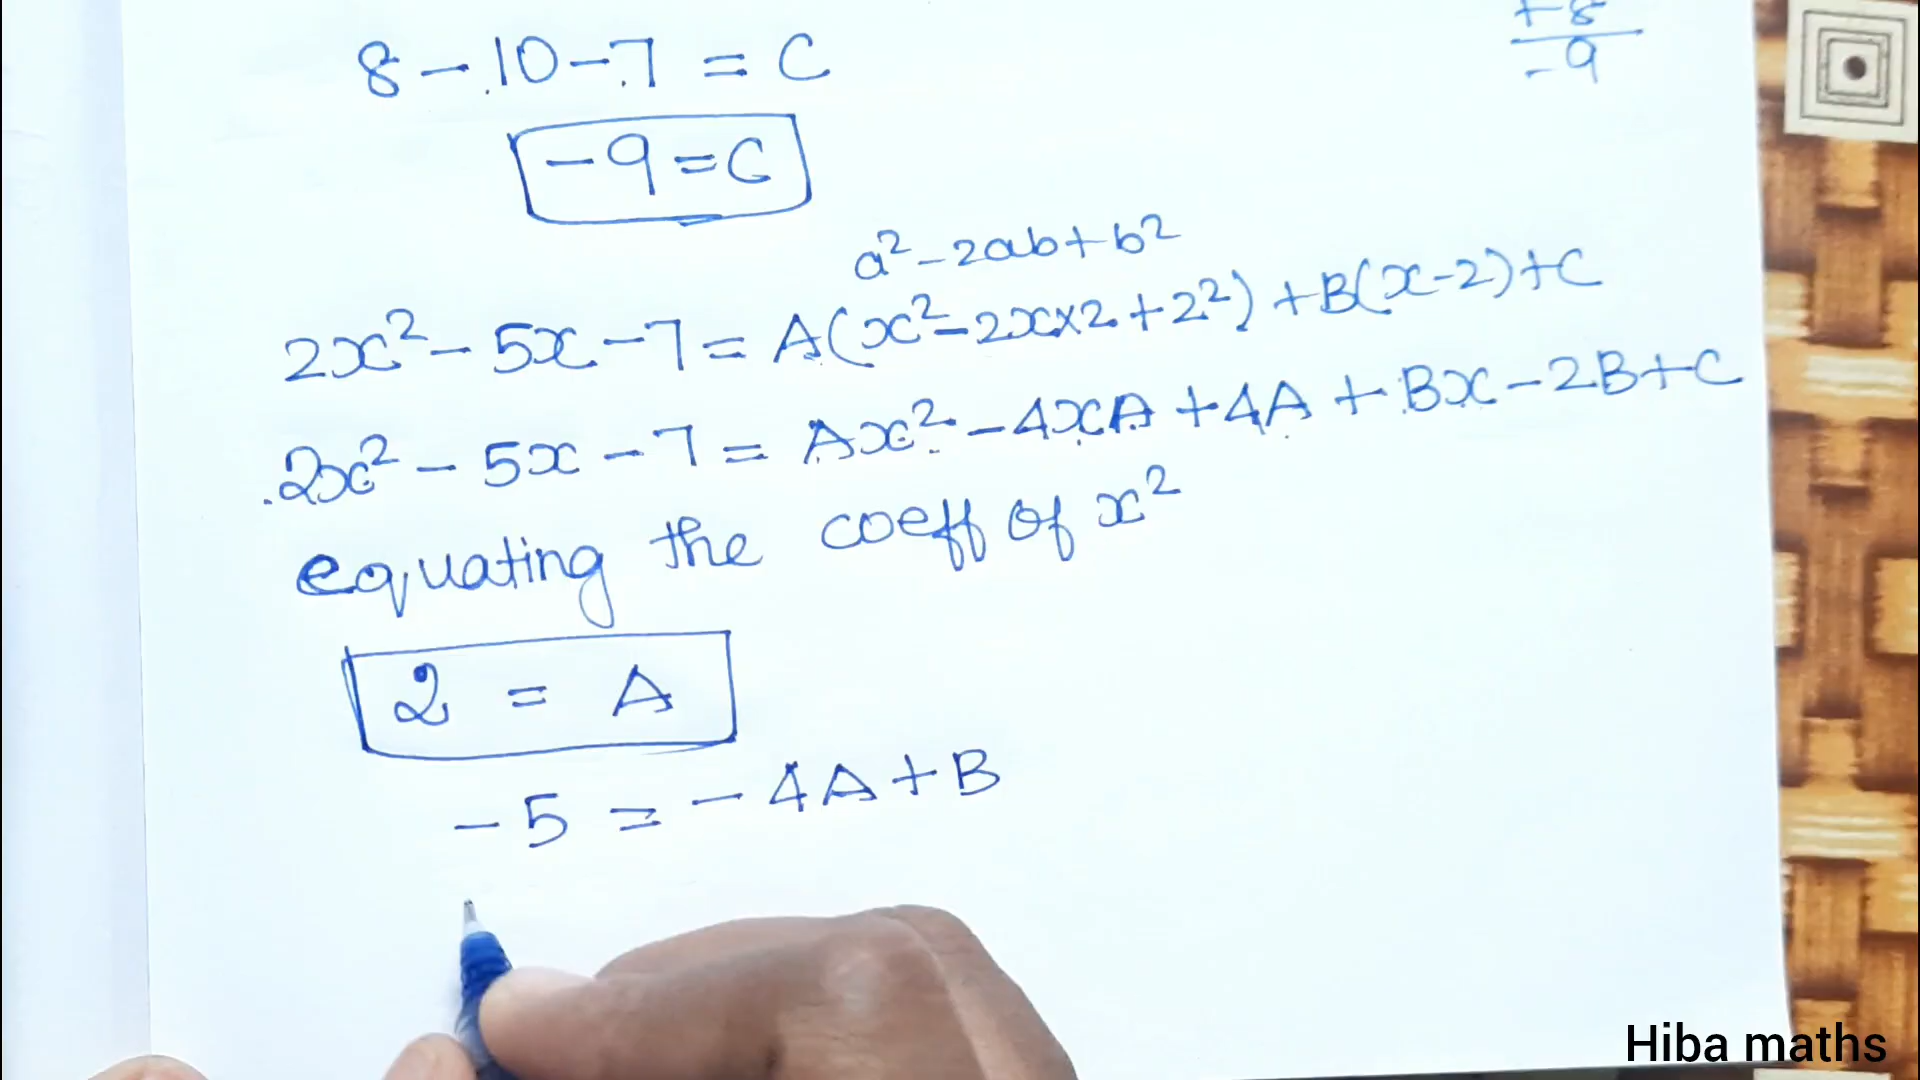 +8
8-10-7 = C
-9
-9=C
a²-2ab+b²
2x²-5x-7 = A(x²-2x×2+2²)+B(x-2)+C
2x²-5x-7 = Ax²-4xA+4A+Bx-2B+C
equating the coeff of x²
2 = A
-5 = -4A+B
Hiba maths